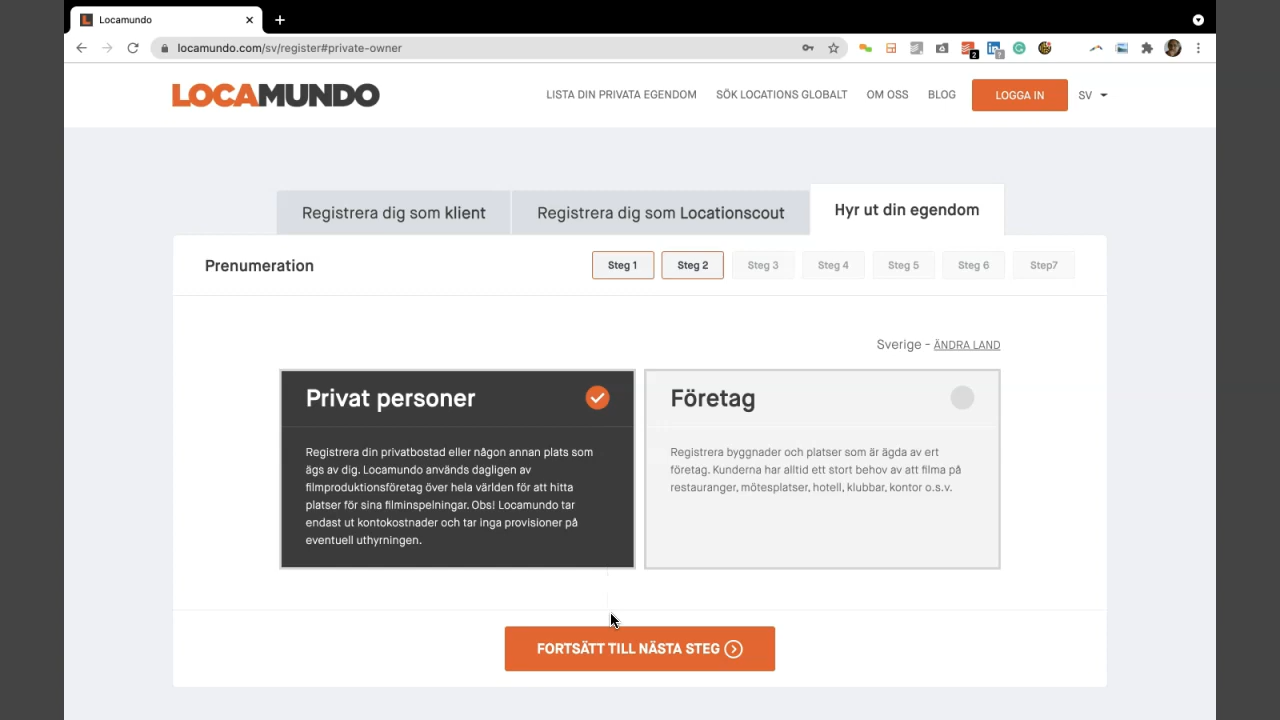 Locamundo
locamundo.com/sv/register#private-owner
2
7
LOCAMUNDO
LISTA DIN PRIVATA EGENDOM
SÖK LOCATIONS GLOBALT
OM OSS
BLOG
LOGGA IN
SV
Registrera dig som klient
Registrera dig som Locationscout
Hyr ut din egendom
Prenumeration
Steg 1
Steg 2
Steg 3
Steg 4
Steg 5
Steg 6
Step7
Sverige - ÄNDRA LAND
Privat personer
Registrera din privatbostad eller någon annan plats som
ägs av dig. Locamundo används dagligen av
filmproduktionsföretag över hela världen för att hitta
platser för sina filminspelningar. Obs! Locamundo tar
endast ut kontokostnader och tar inga provisioner på
eventuell uthyrningen.
Företag
Registrera byggnader och platser som är ägda av ert
företag. Kunderna har alltid ett stort behov av att filma på
restauranger, mötesplatser, hotell, klubbar, kontor o.s.v.
FORTSÄTT TILL NÄSTA STEG